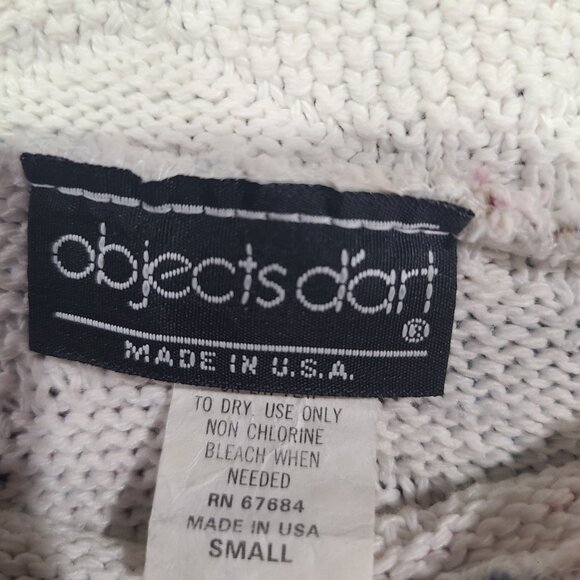 objects d'art
®
MADE IN U.S.A.
TO DRY. USE ONLY
NON CHLORINE
BLEACH WHEN
NEEDED
RN 67684
MADE IN USA
SMALL